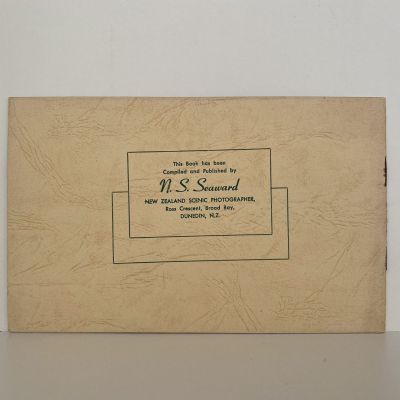 This Book has been
Compiled and Published by
N. S. Seaward
NEW ZEALAND SCENIC PHOTOGRAPHER,
Ross Crescent, Broad Bay,
DUNEDIN, N.Z.